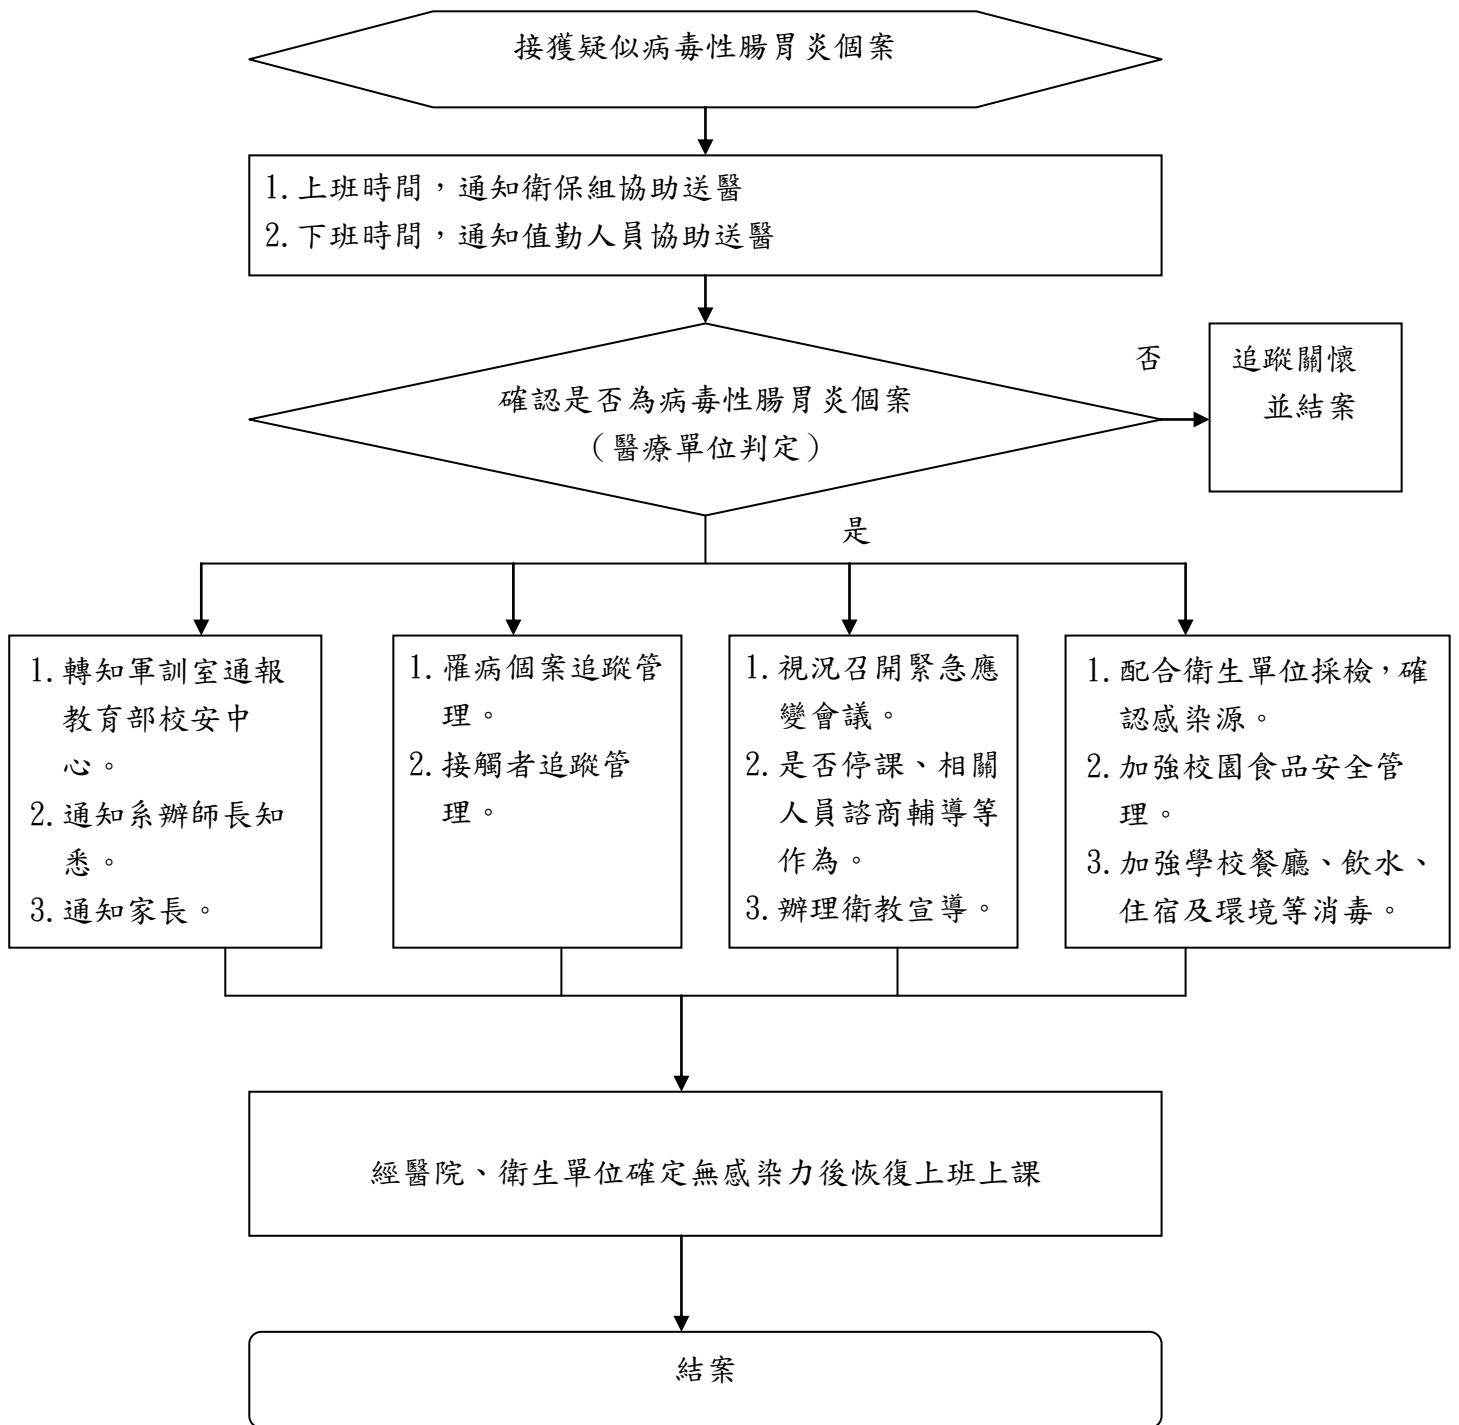 接獲疑似病毒性腸胃炎個案
1.上班時間，通知衛保組協助送醫
2.下班時間，通知值勤人員協助送醫
否
追蹤關懷
並結案
確認是否為病毒性腸胃炎個案
（醫療單位判定）
是
1.轉知軍訓室通報
教育部校安中
心。
2.通知系辦師長知
悉。
3.通知家長。
1.罹病個案追蹤管
理。
2.接觸者追蹤管
理。
1.視況召開緊急應
變會議。
2.是否停課、相關
人員諮商輔導等
作為。
3.辦理衛教宣導。
1.配合衛生單位採檢，確
認感染源。
2.加強校園食品安全管
理。
3.加強學校餐廳、飲水、
住宿及環境等消毒。
經醫院、衛生單位確定無感染力後恢復上班上課
結案